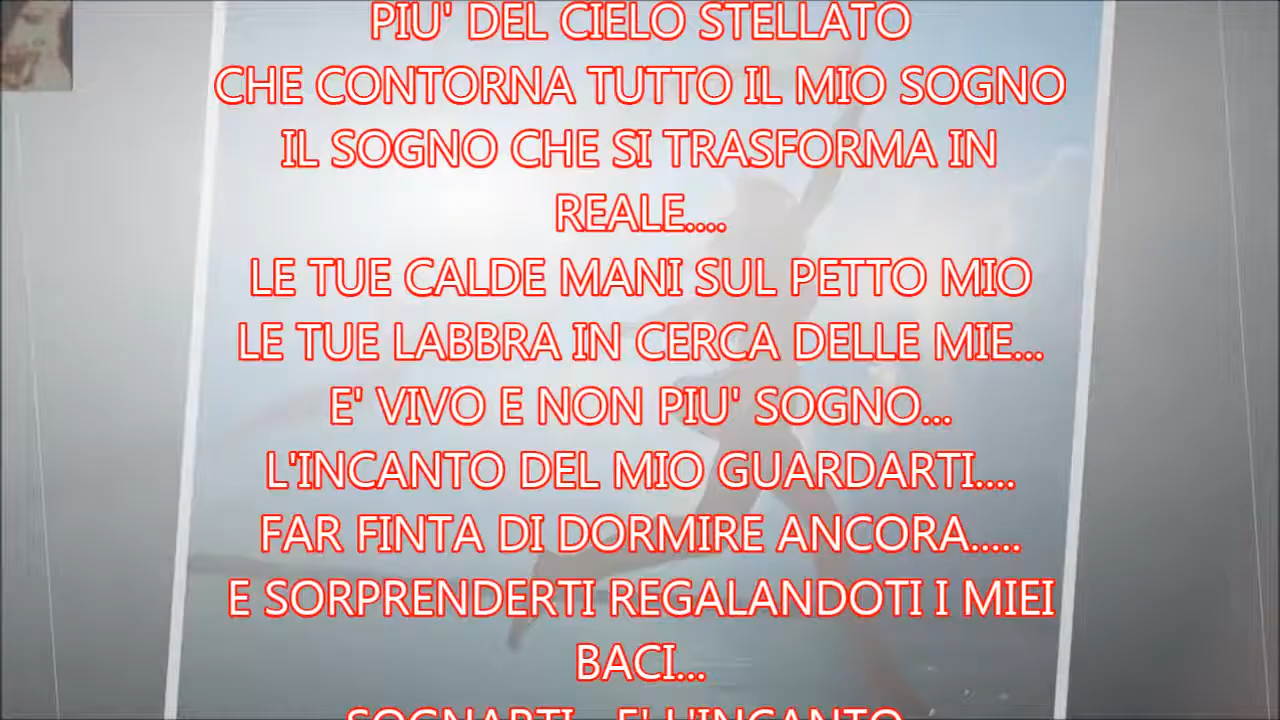 PIU' DEL CIELO STELLATO
CHE CONTORNA TUTTO IL MIO SOGNO
IL SOGNO CHE SI TRASFORMA IN
REALE....
LE TUE CALDE MANI SUL PETTO MIO
LE TUE LABBRA IN CERCA DELLE MIE...
E' VIVO E NON PIU' SOGNO...
L'INCANTO DEL MIO GUARDARTI....
FAR FINTA DI DORMIRE ANCORA.....
E SORPRENDERTI REGALANDOTI I MIEI
BACI...
SOGNARTI...E' L'INCANTO